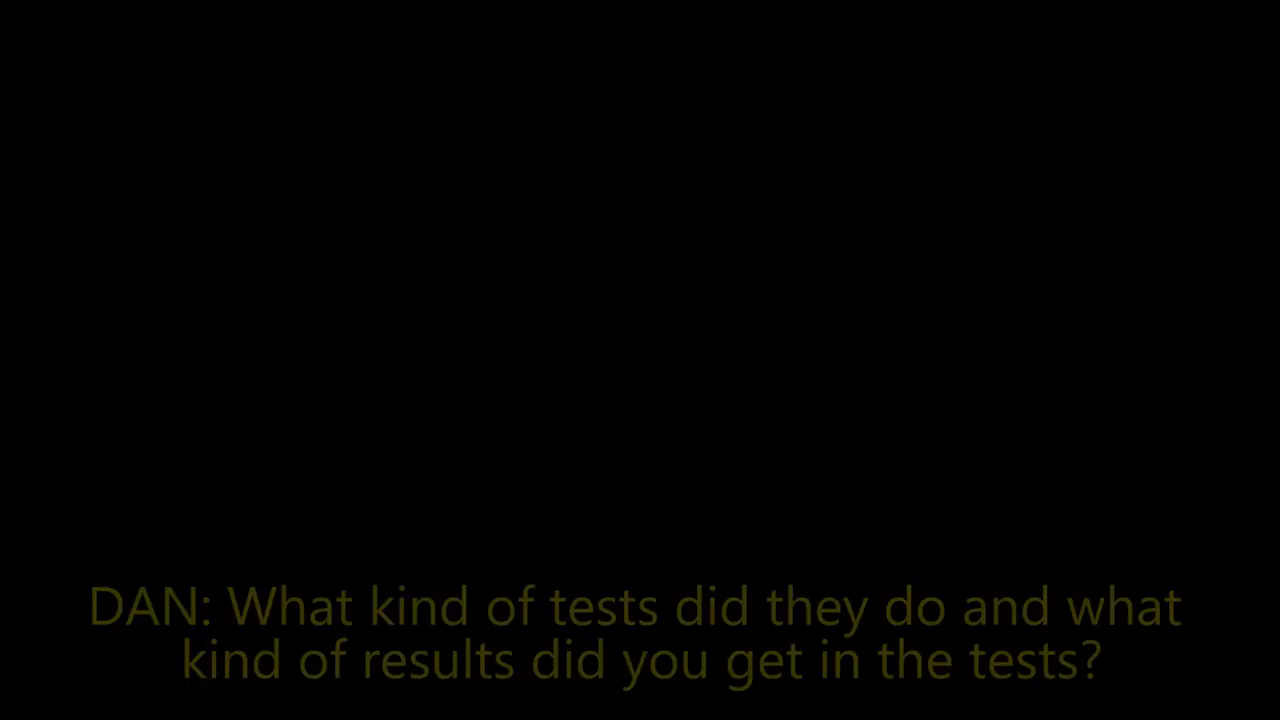 DAN: What kind of tests did they do and what
kind of results did you get in the tests?